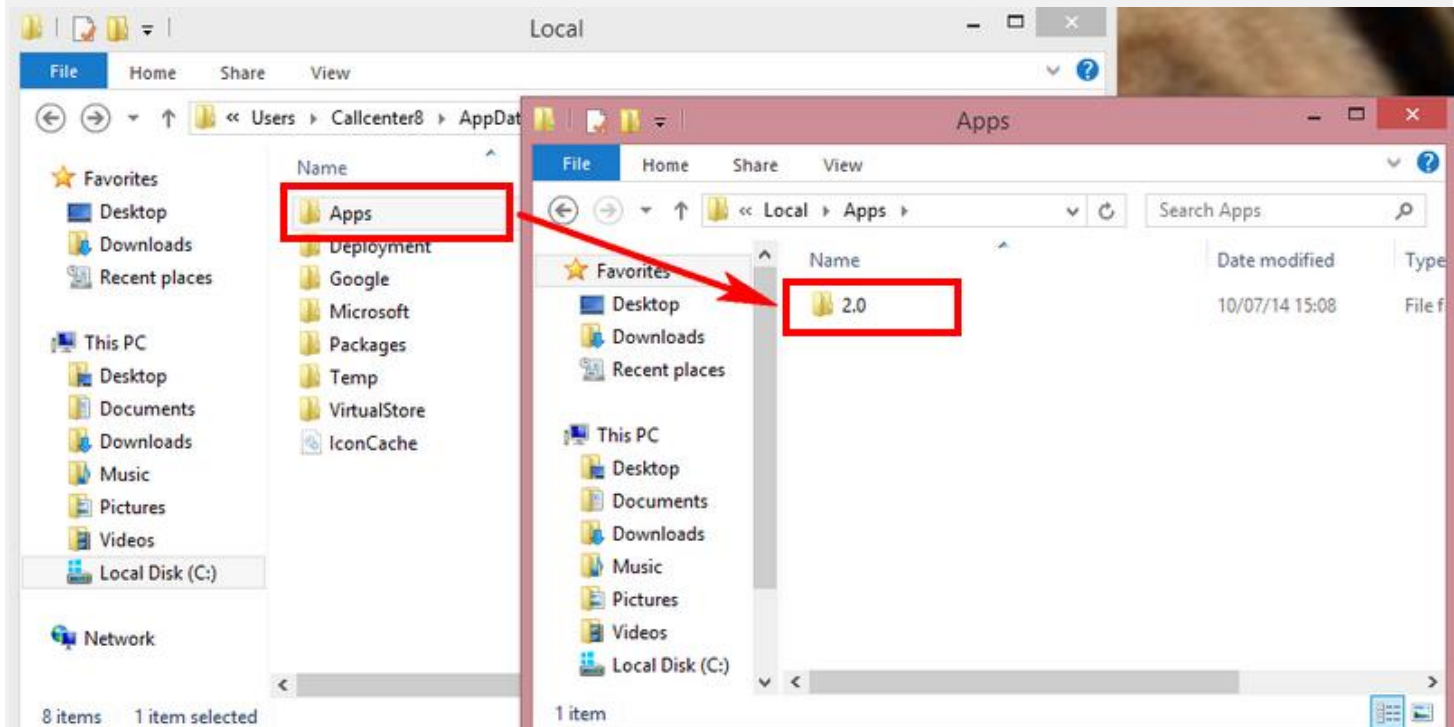 Local
File Home Share View
« Users Callcenter8 AppDat
Favorites
Desktop
Downloads
Recent places
This PC
Desktop
Documents
Downloads
Music
Pictures
Videos
Local Disk (C:)
Network
Name
Apps
Deployment
Google
Microsoft
Packages
Temp
VirtualStore
IconCache
8 items 1 item selected
Apps
File Home Share View
« Local Apps Search Apps
Favorites
Desktop
Downloads
Recent places
This PC
Desktop
Documents
Downloads
Music
Pictures
Videos
Local Disk (C:)
Name Date modified Type
2.0 10/07/14 15:08 File f
1 item